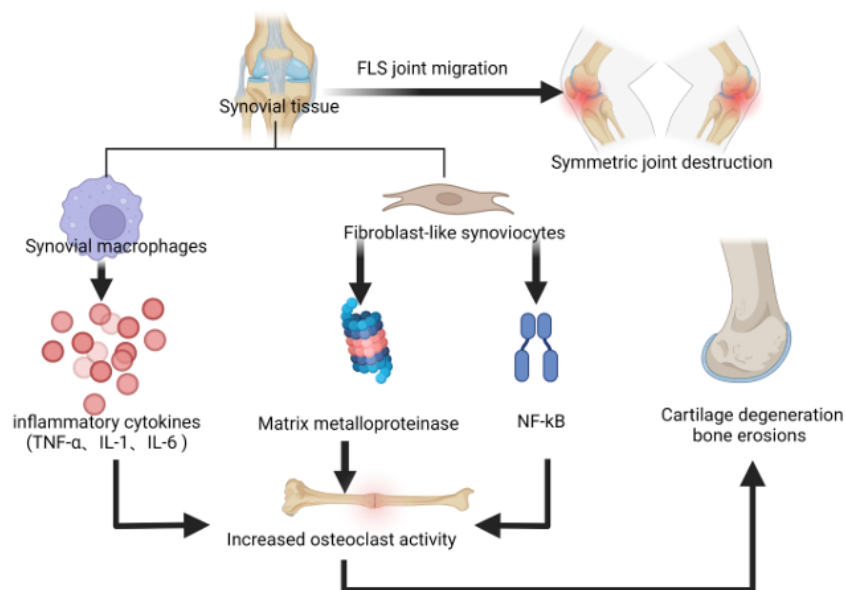 FLS joint migration
Synovial tissue
Symmetric joint destruction
Synovial macrophages
Fibroblast-like synoviocytes
inflammatory cytokines
(TNF-α、IL-1、IL-6 )
Matrix metalloproteinase
NF-kB
Cartilage degeneration
bone erosions
Increased osteoclast activity